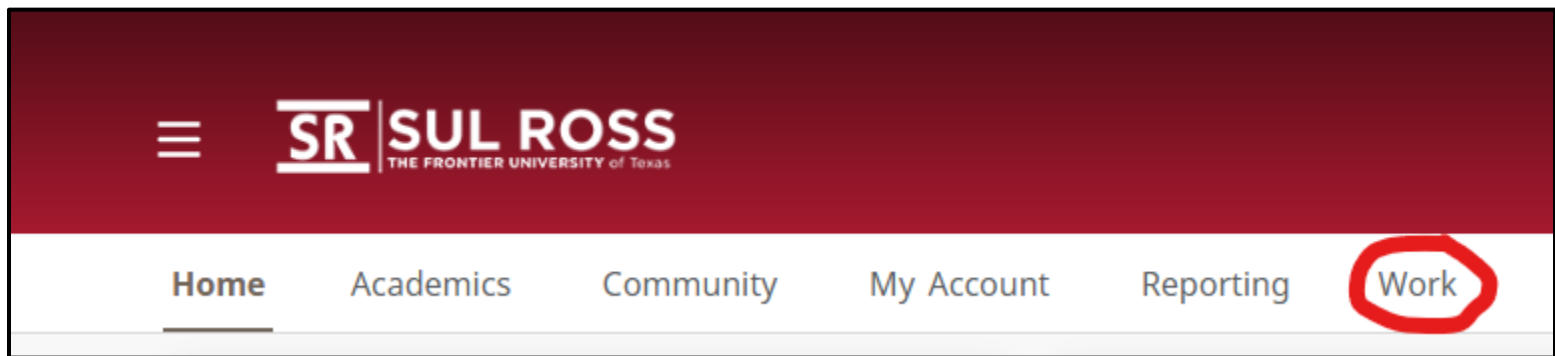 SR SUL ROSS
THE FRONTIER UNIVERSITY of Texas
Home Academics Community My Account Reporting Work